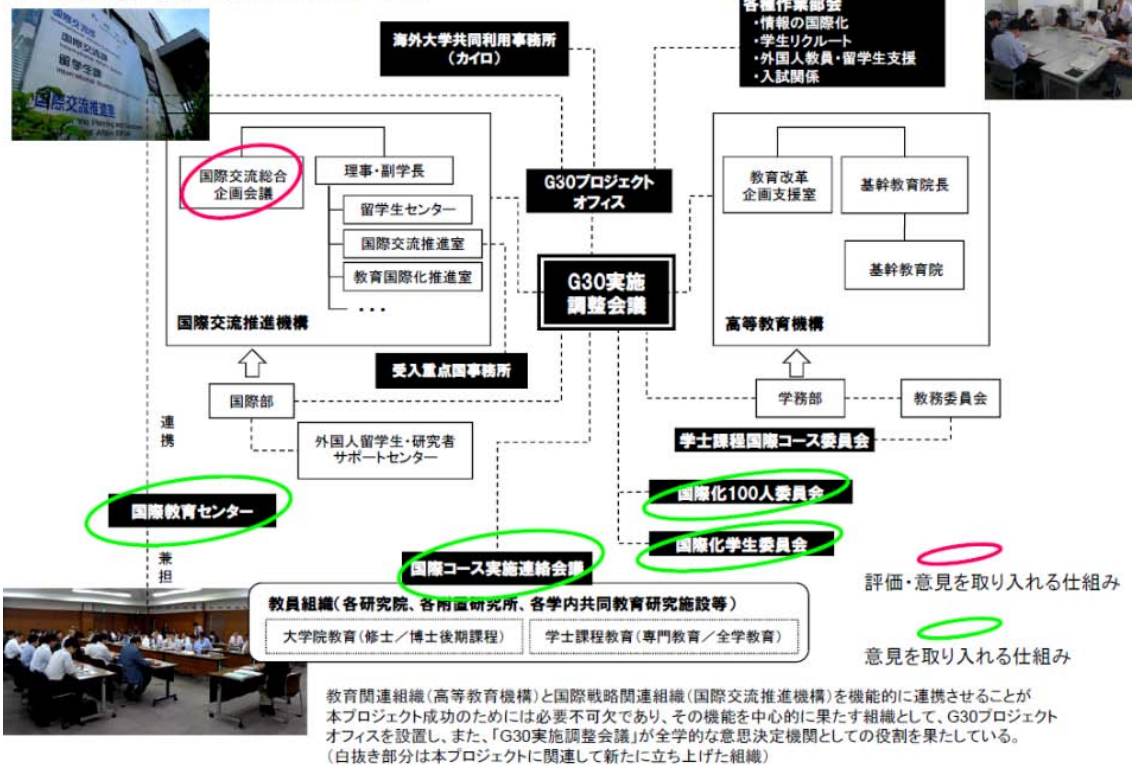 国際交流部
国際交流課
留学生課
国際交流推進室
海外大学共同利用事務所
(カイロ)
各種作業部会
・情報の国際化
・学生リクルート
・外国人教員・留学生支援
・入試関係
国際交流総合
企画会議
理事・副学長
留学生センター
国際交流推進室
教育国際化推進室
・・・
国際交流推進機構
G30プロジェクト
オフィス
G30実施
調整会議
教育改革
企画支援室
基幹教育院長
基幹教育院
高等教育機構
受入重点国事務所
国際部
外国人留学生・研究者
サポートセンター
学務部
教務委員会
学士課程国際コース委員会
連携
国際教育センター
兼担
国際化100人委員会
国際化学生委員会
国際コース実施連絡会議
教員組織(各研究院、各附置研究所、各学内共同教育研究施設等)
大学院教育(修士/博士後期課程)
学士課程教育(専門教育/全学教育)
評価・意見を取り入れる仕組み
意見を取り入れる仕組み
教育関連組織(高等教育機構)と国際戦略関連組織(国際交流推進機構)を機能的に連携させることが
本プロジェクト成功のためには必要不可欠であり、その機能を中心的に果たす組織として、G30プロジェクト
オフィスを設置し、また、「G30実施調整会議」が全学的な意思決定機関としての役割を果たしている。
(白抜き部分は本プロジェクトに関連して新たに立ち上げた組織)